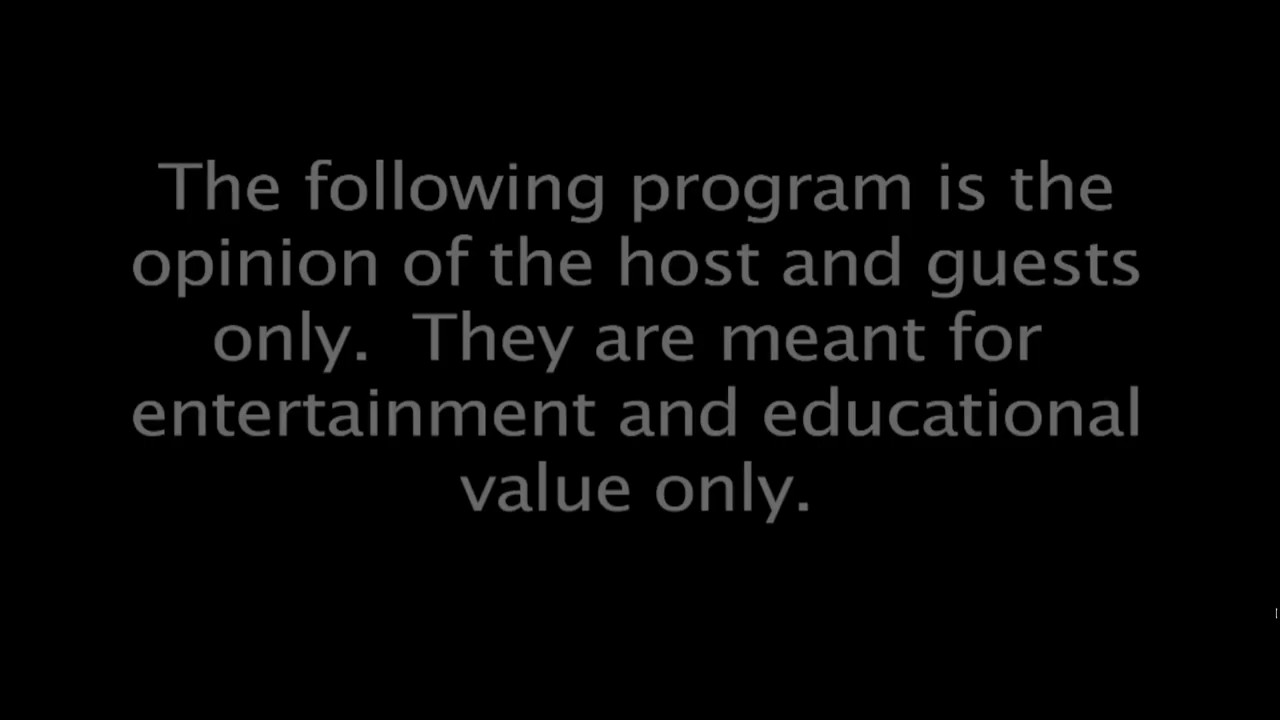 The following program is the
opinion of the host and guests
only.  They are meant for
entertainment and educational
value only.